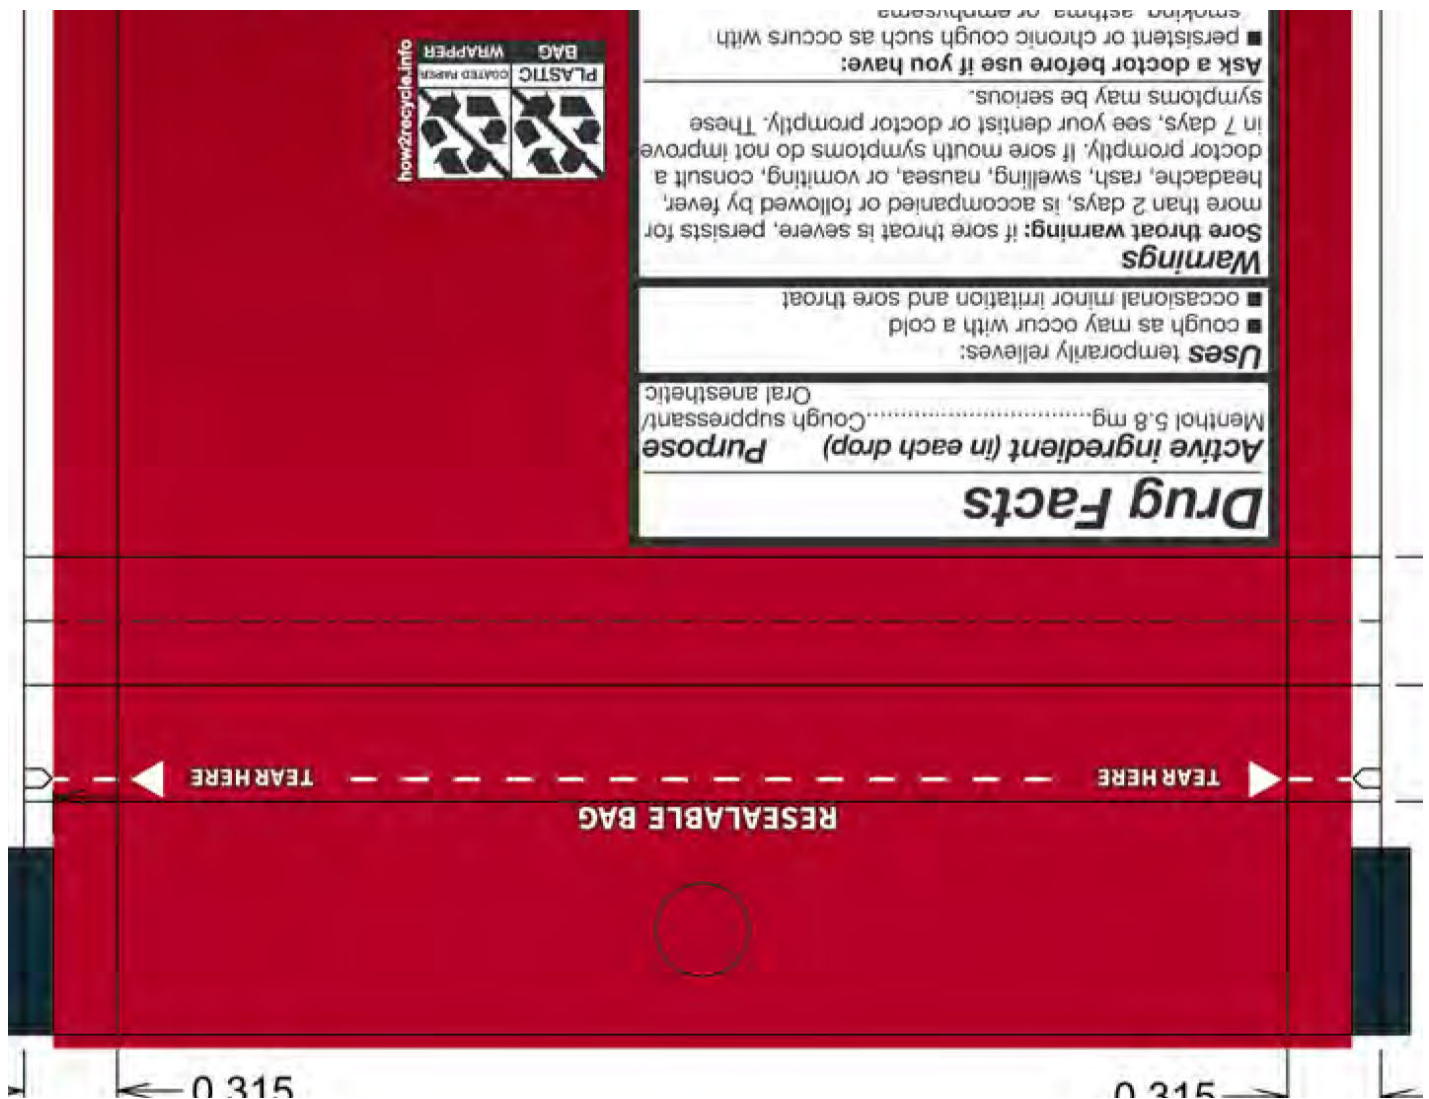 0.315
0.315
RESEALABLE BAG
TEAR HERE
TEAR HERE
Drug Facts
Active ingredient (in each drop) Purpose
Menthol 5.8 mg..................................Cough suppressant/
Oral anesthetic
Uses temporarily relieves:
■ cough as may occur with a cold
■ occasional minor irritation and sore throat
Warnings
Sore throat warning: if sore throat is severe, persists for
more than 2 days, is accompanied or followed by fever,
headache, rash, swelling, nausea, or vomiting, consult a
doctor promptly. If sore mouth symptoms do not improve
in 7 days, see your dentist or doctor promptly. These
symptoms may be serious.
Ask a doctor before use if you have:
■ persistent or chronic cough such as occurs with
smoking, asthma, or emphysema
PLASTIC
BAG
COATED PAPER
WRAPPER
how2recycle.info